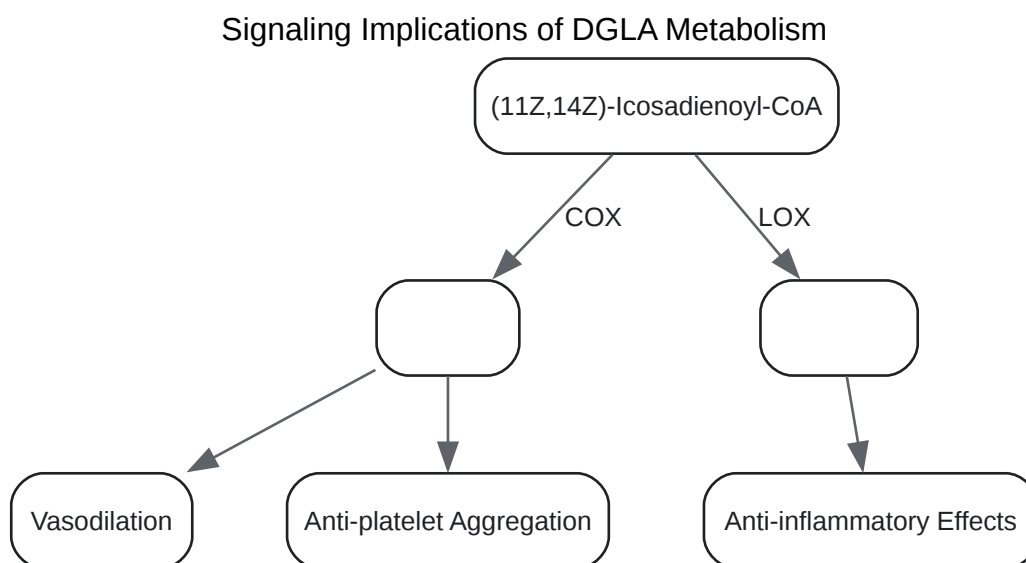 Signaling Implications of DGLA Metabolism
(11Z,14Z)-Icosadienoyl-CoA
COX
LOX
Vasodilation
Anti-platelet Aggregation
Anti-inflammatory Effects